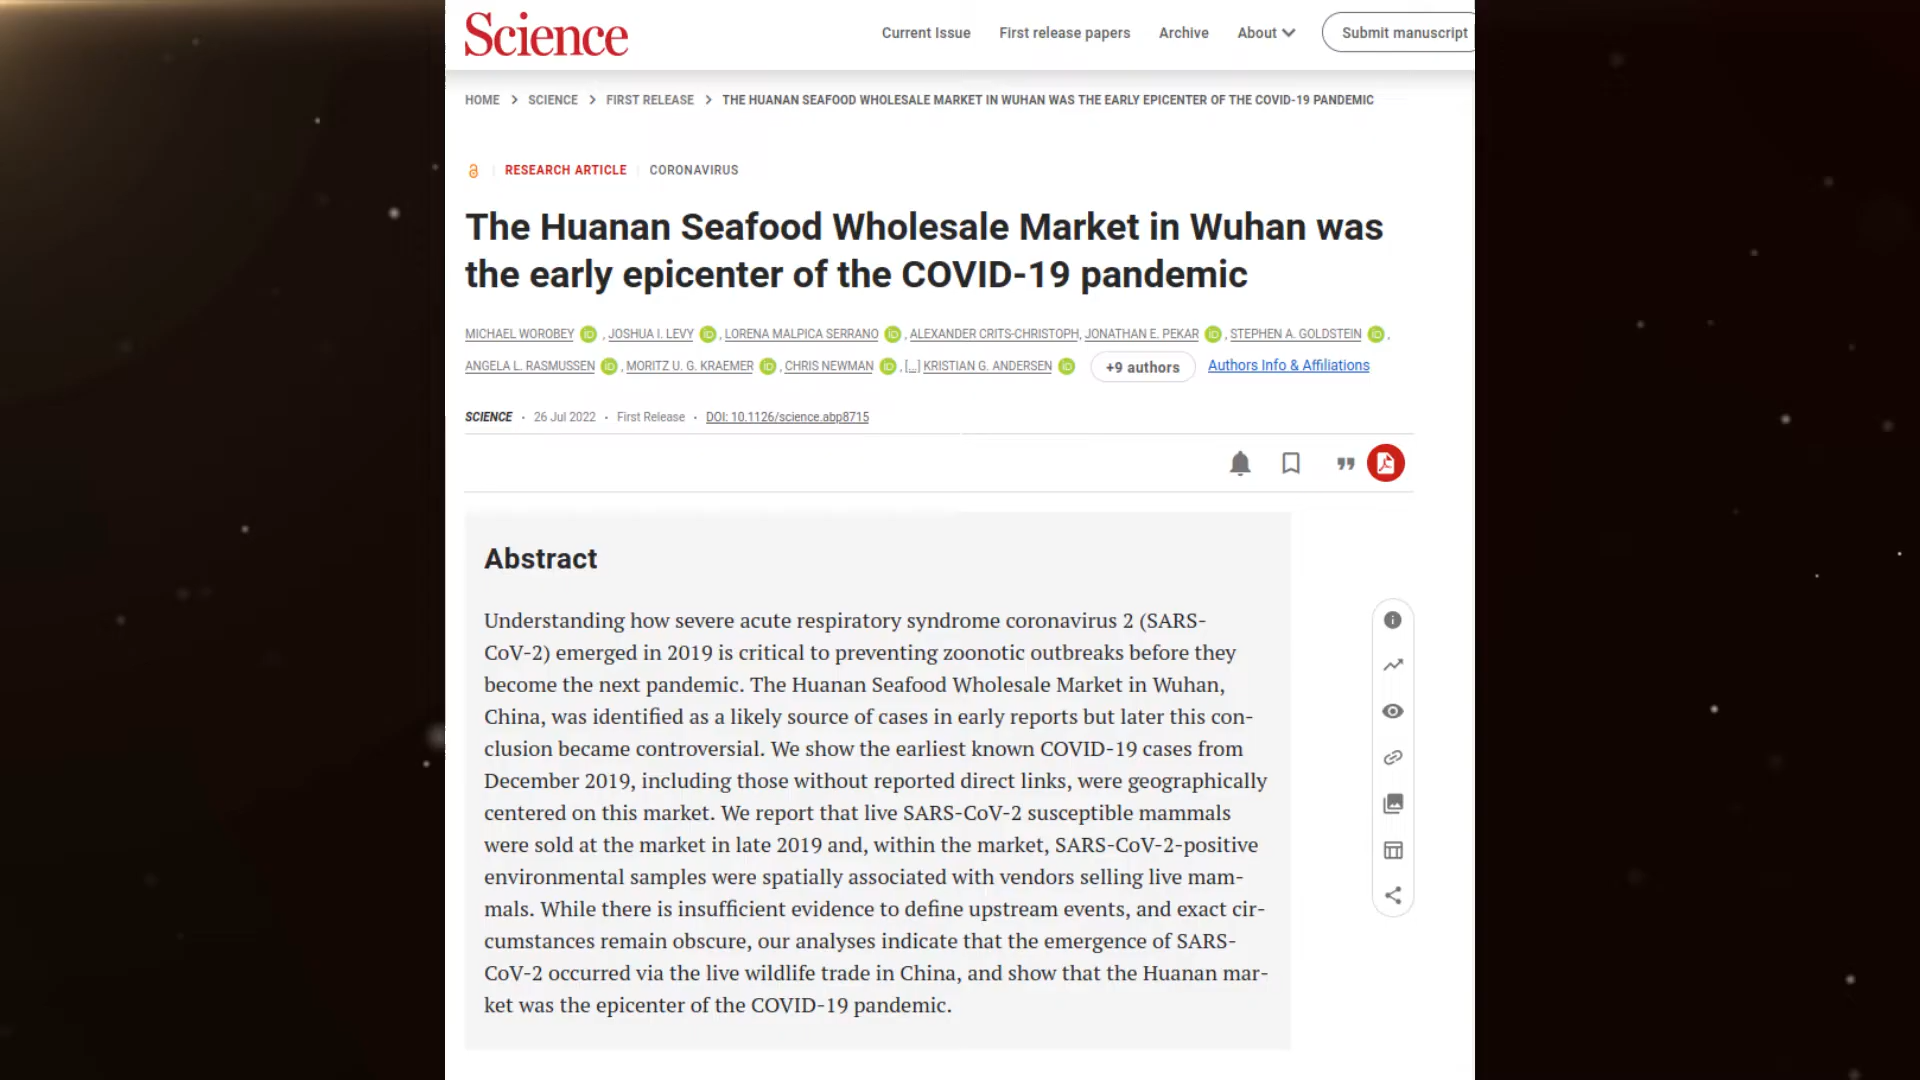 Science
Current Issue First release papers Archive About Submit manuscript
HOME > SCIENCE > FIRST RELEASE > THE HUANAN SEAFOOD WHOLESALE MARKET IN WUHAN WAS THE EARLY EPICENTER OF THE COVID-19 PANDEMIC
RESEARCH ARTICLE | CORONAVIRUS
The Huanan Seafood Wholesale Market in Wuhan was
the early epicenter of the COVID-19 pandemic
MICHAEL WOROBEY iD, JOSHUA I. LEVY iD, LORENA MALPICA SERRANO iD, ALEXANDER CRITS-CHRISTOPH, JONATHAN E. PEKAR iD, STEPHEN A. GOLDSTEIN iD,
ANGELA L. RASMUSSEN iD, MORITZ U. G. KRAEMER iD, CHRIS NEWMAN iD, [...] KRISTIAN G. ANDERSEN iD +9 authors Authors Info & Affiliations
SCIENCE · 26 Jul 2022 · First Release · DOI: 10.1126/science.abp8715
Abstract
Understanding how severe acute respiratory syndrome coronavirus 2 (SARS-
CoV-2) emerged in 2019 is critical to preventing zoonotic outbreaks before they
become the next pandemic. The Huanan Seafood Wholesale Market in Wuhan,
China, was identified as a likely source of cases in early reports but later this con-
clusion became controversial. We show the earliest known COVID-19 cases from
December 2019, including those without reported direct links, were geographically
centered on this market. We report that live SARS-CoV-2 susceptible mammals
were sold at the market in late 2019 and, within the market, SARS-CoV-2-positive
environmental samples were spatially associated with vendors selling live mam-
mals. While there is insufficient evidence to define upstream events, and exact cir-
cumstances remain obscure, our analyses indicate that the emergence of SARS-
CoV-2 occurred via the live wildlife trade in China, and show that the Huanan mar-
ket was the epicenter of the COVID-19 pandemic.